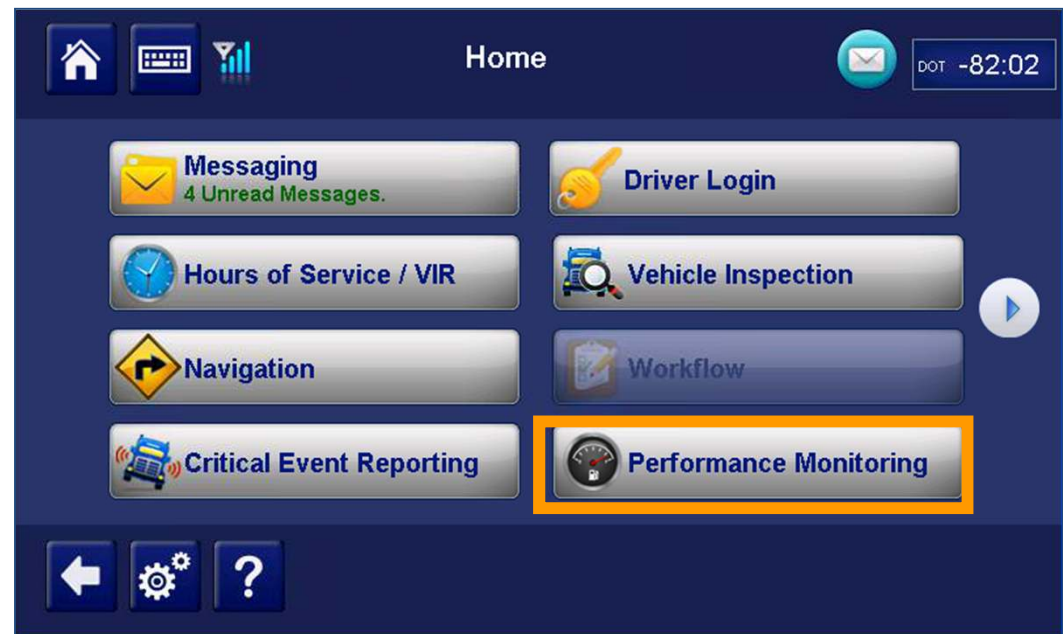 Home
DOT -82:02
Messaging
4 Unread Messages.
Driver Login
Hours of Service / VIR
Vehicle Inspection
Navigation
Workflow
Critical Event Reporting
Performance Monitoring
?